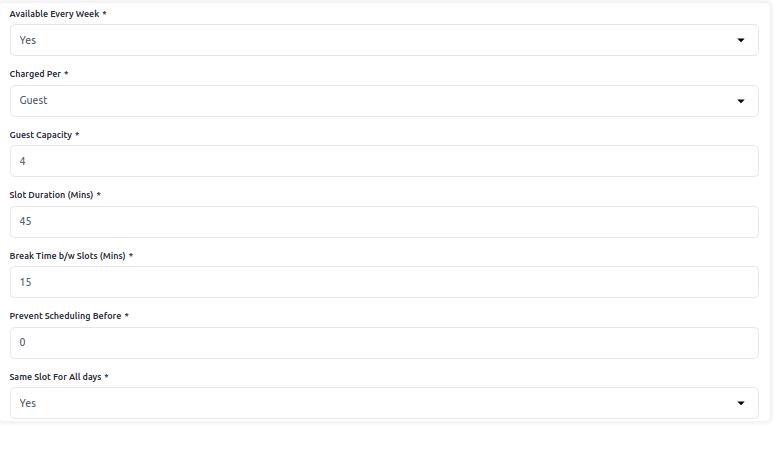 Available Every Week *
Yes
Charged Per *
Guest
Guest Capacity *
4
Slot Duration (Mins) *
45
Break Time b/w Slots (Mins) *
15
Prevent Scheduling Before *
0
Same Slot For All days *
Yes